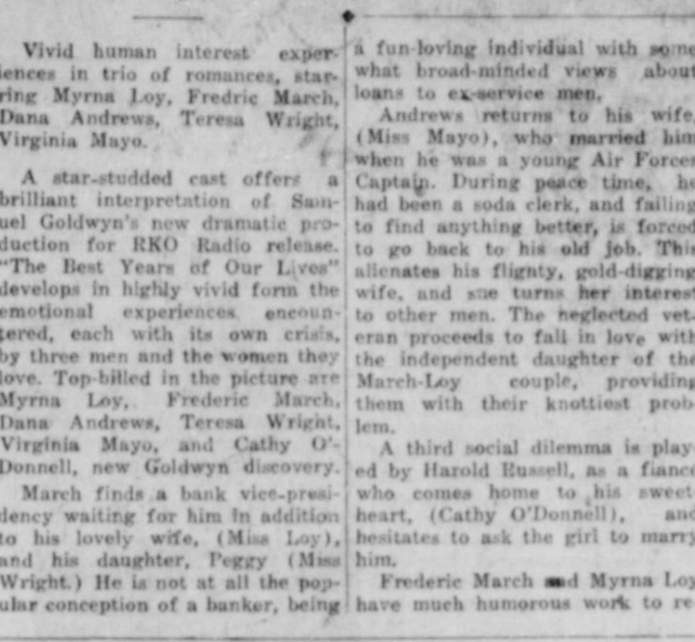 Vivid human interest exper-
iences in trio of romances, star-
ring Myrna Loy, Fredric March,
Dana Andrews, Teresa Wright,
Virginia Mayo.
A star-studded cast offers a
brilliant interpretation of Sam-
uel Goldwyn's new dramatic pro-
duction for RKO Radio release.
"The Best Years of Our Lives"
develops in highly vivid form the
emotional experiences encoun-
tered, each with its own crisis,
by three men and the women they
love. Top-billed in the picture are
Myrna Loy, Frederic March,
Dana Andrews, Teresa Wright,
Virginia Mayo, and Cathy O'-
Donnell, new Goldwyn discovery.
March finds a bank vice-presi-
dency waiting for him in addition
to his lovely wife, (Miss Loy),
and his daughter, Peggy (Miss
Wright.) He is not at all the pop-
ular conception of a banker, being
a fun-loving individual with some
what broad-minded views about
loans to ex-service men.
Andrews returns to his wife,
(Miss Mayo), who married him
when he was a young Air Forces
Captain. During peace time, he
had been a soda clerk, and failing
to find anything better, is forced
to go back to his old job. This
alienates his flighty, gold-digging
wife, and sne turns her interest
to other men. The neglected vet-
eran proceeds to fall in love with
the independent daughter of the
March-Loy couple, providing
them with their knottiest prob-
lem.
A third social dilemma is play-
ed by Harold Russell, as a fiance
who comes home to his sweet-
heart, (Cathy O'Donnell), and
hesitates to ask the girl to marry
him.
Frederic March and Myrna Loy
have much humorous work to re